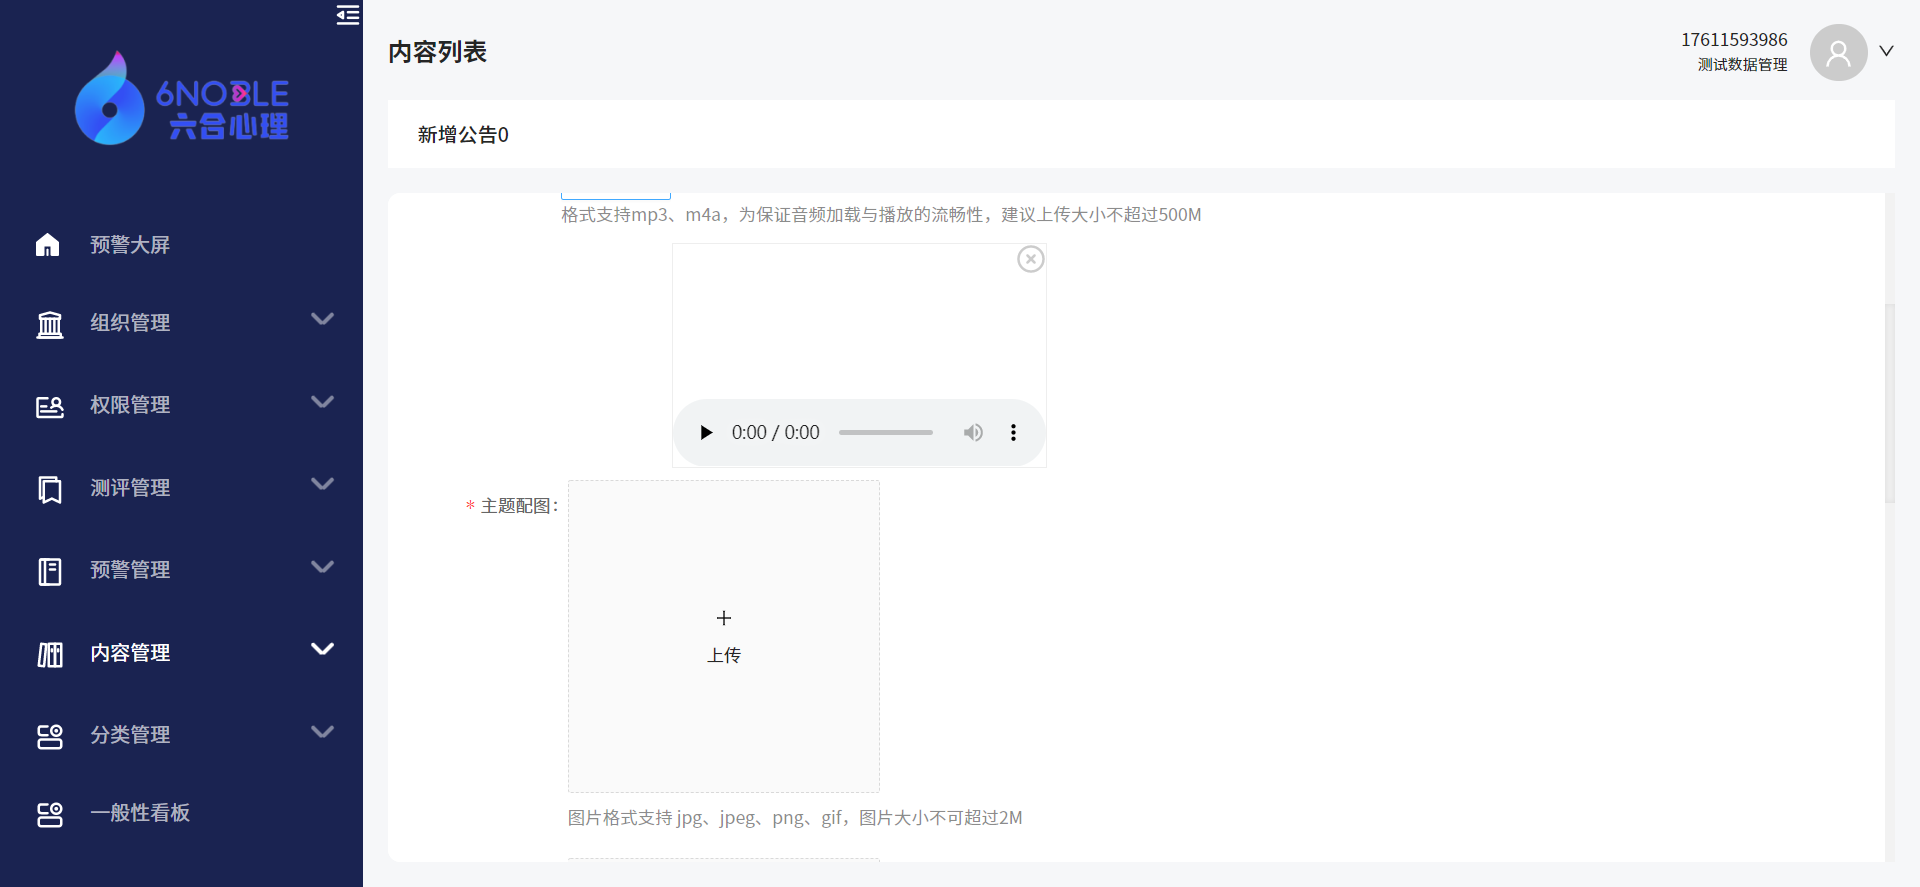 6NOBLE
六合心理
预警大屏
组织管理
权限管理
测评管理
预警管理
内容管理
分类管理
一般性看板
内容列表
17611593986
测试数据管理
新增公告0
格式支持mp3、m4a，为保证音频加载与播放的流畅性，建议上传大小不超过500M
0:00 / 0:00
* 主题配图：
上传
图片格式支持 jpg、jpeg、png、gif，图片大小不可超过2M